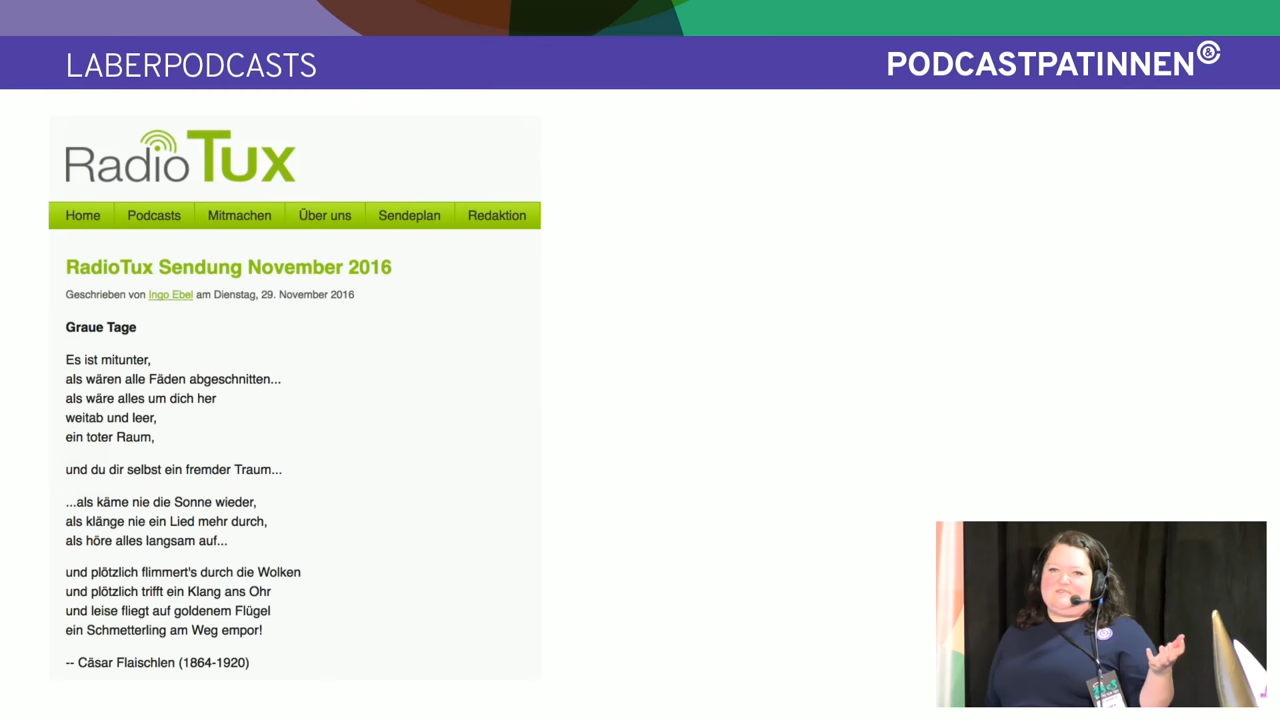 LABERPODCASTS
PODCASTPATINNEN
&
Radio Tux
Home Podcasts Mitmachen Über uns Sendeplan Redaktion
RadioTux Sendung November 2016
Geschrieben von Ingo Ebel am Dienstag, 29. November 2016
Graue Tage
Es ist mitunter,
als wären alle Fäden abgeschnitten...
als wäre alles um dich her
weitab und leer,
ein toter Raum,
und du dir selbst ein fremder Traum...
...als käme nie die Sonne wieder,
als klänge nie ein Lied mehr durch,
als höre alles langsam auf...
und plötzlich flimmert's durch die Wolken
und plötzlich trifft ein Klang ans Ohr
und leise fliegt auf goldenem Flügel
ein Schmetterling am Weg empor!
-- Cäsar Flaischlen (1864-1920)